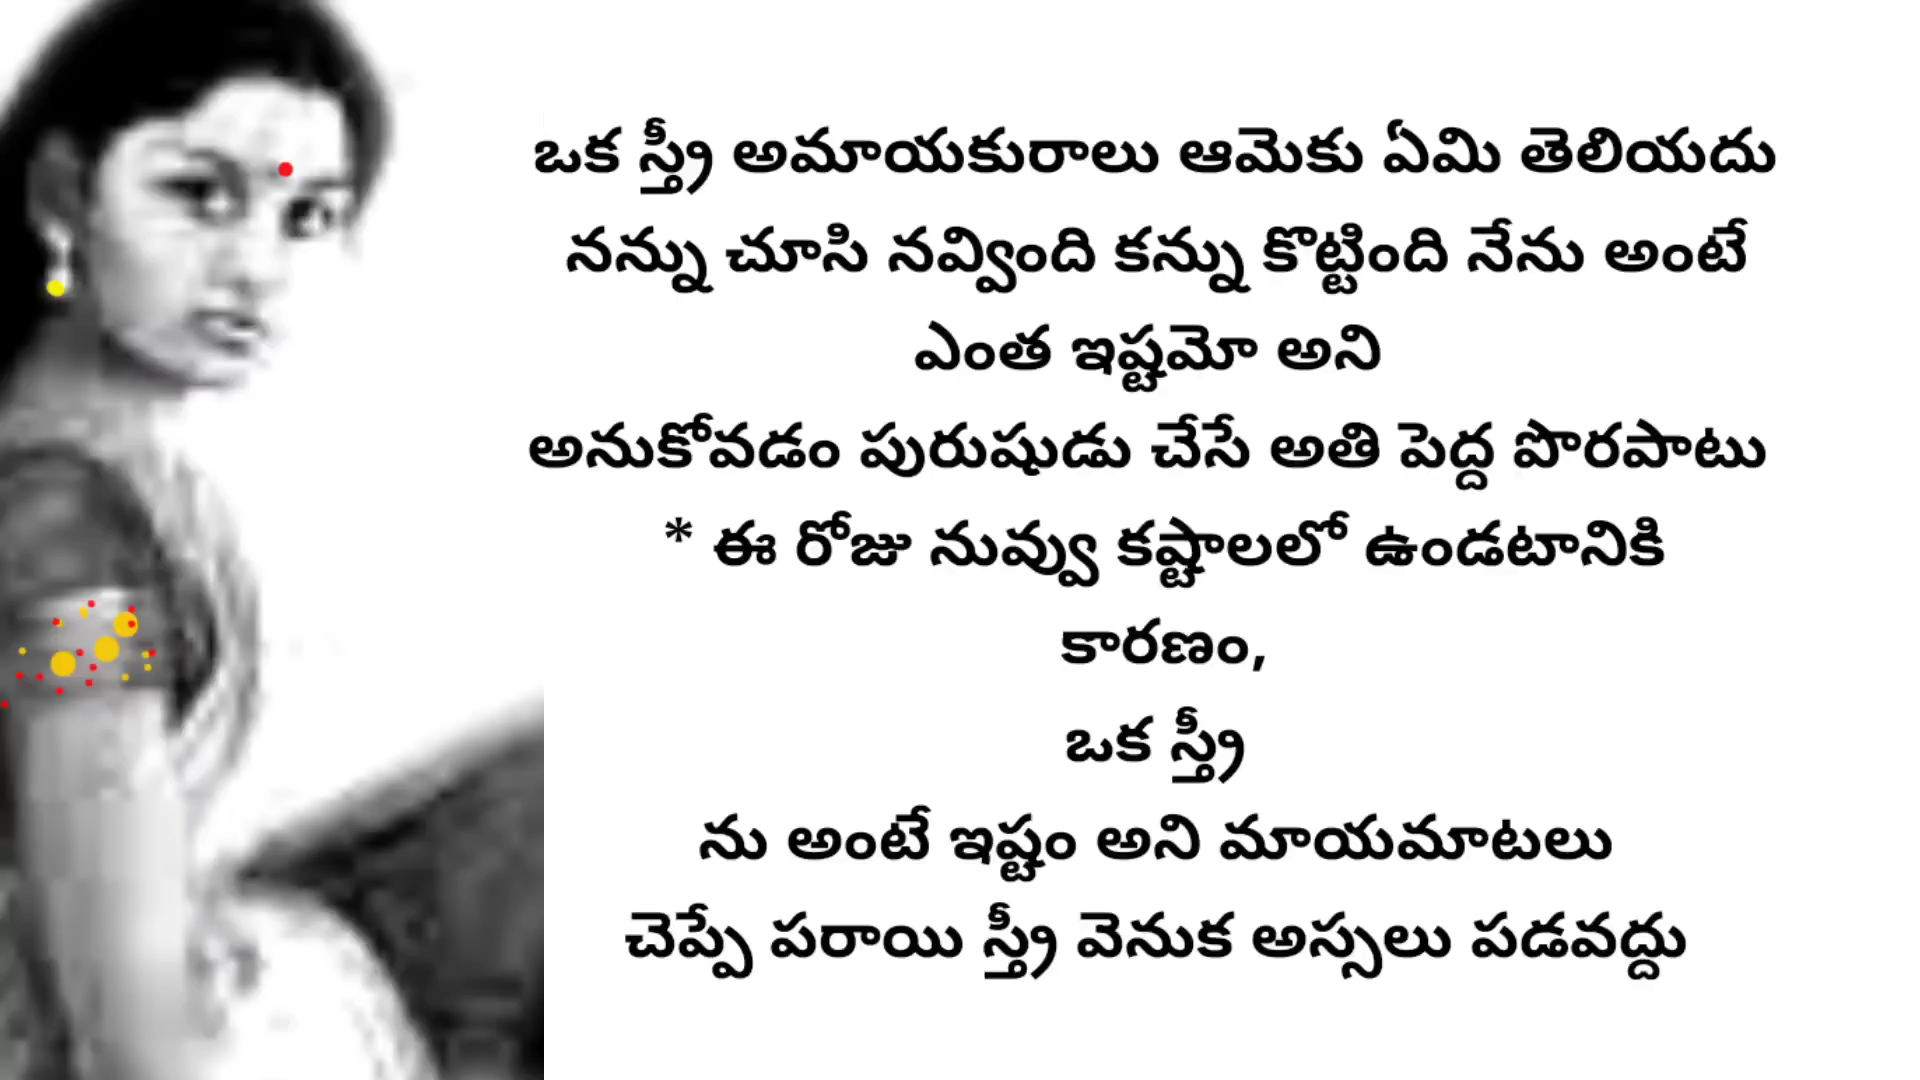 ఒక స్త్రీ అమాయకురాలు ఆమెకు ఏమి తెలియదు
నన్ను చూసి నవ్వింది కన్ను కొట్టింది నేను అంటే
ఎంత ఇష్టమో అని
అనుకోవడం పురుషుడు చేసే అతి పెద్ద పొరపాటు
* ఈ రోజు నువ్వు కష్టాలలో ఉండటానికి
కారణం,
ఒక స్త్రీ
ను అంటే ఇష్టం అని మాయమాటలు
చెప్పే పరాయి స్త్రీ వెనుక అస్సలు పడవద్దు